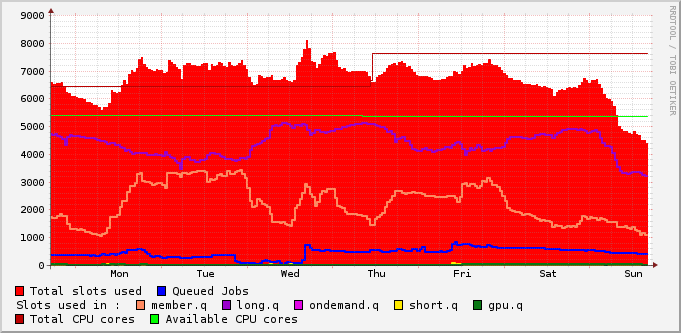 9000
8000
7000
6000
5000
4000
3000
2000
1000
0
Mon Tue Wed Thu Fri Sat Sun
RRDTOOL / TOBI OETIKER
Total slots used Queued Jobs
Slots used in : member.q long.q ondemand.q short.q gpu.q
Total CPU cores Available CPU cores